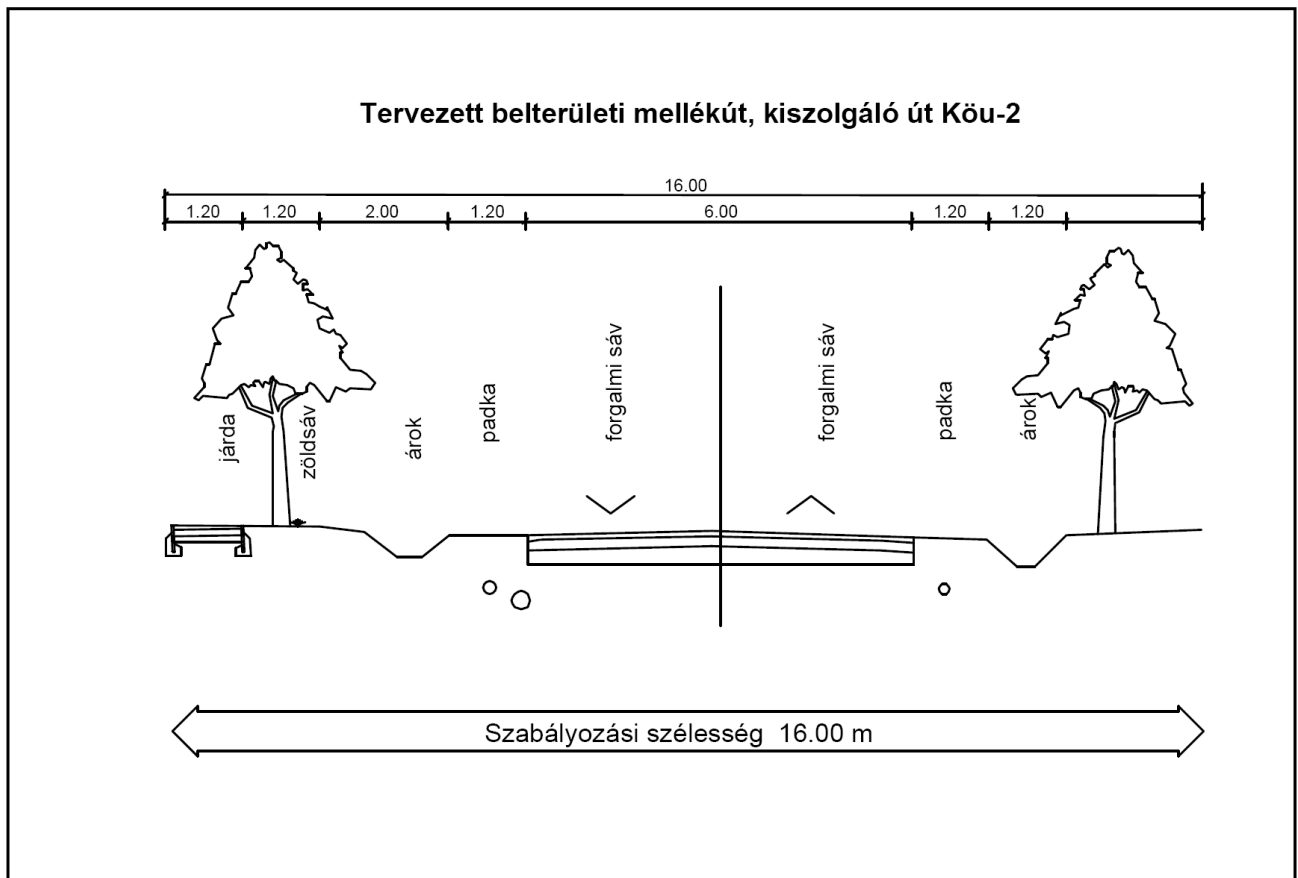 Tervezett belterületi mellékút, kiszolgáló út Köu-2
16.00
1.20 1.20 2.00 1.20 6.00 1.20 1.20
járda
zöldsáv
árok
padka
forgalmi sáv
forgalmi sáv
padka
árok
Szabályozási szélesség 16.00 m